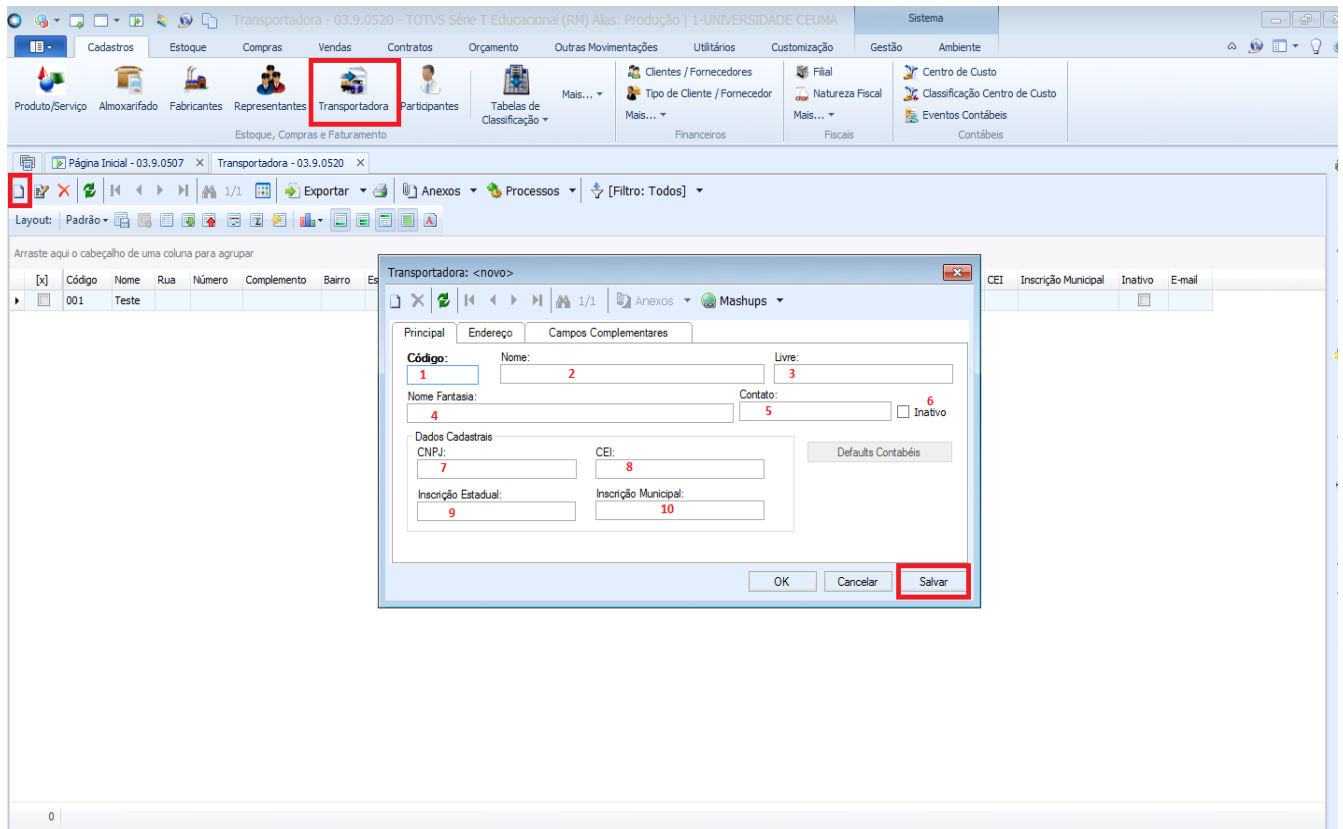 Transportadora - 03.9.0520 - TOTVS Série T Educacional (RM) Alias: Produção | 1-UNIVERSIDADE CEUMA
Sistema
Cadastros Estoque Compras Vendas Contratos Orçamento Outras Movimentações Utilitários Customização Gestão Ambiente
Produto/Serviço Almoxarifado Fabricantes Representantes Transportadora Participantes Tabelas de Classificação Mais...
Estoque, Compras e Faturamento
Clientes / Fornecedores
Tipo de Cliente / Fornecedor
Mais...
Financeiros
Filial
Natureza Fiscal
Mais...
Fiscais
Centro de Custo
Classificação Centro de Custo
Eventos Contábeis
Contábeis
Página Inicial - 03.9.0507 X Transportadora - 03.9.0520 X
1/1 Exportar Anexos Processos [Filtro: Todos]
Layout: Padrão
Arraste aqui o cabeçalho de uma coluna para agrupar
[x] Código Nome Rua Número Complemento Bairro Es CEI Inscrição Municipal Inativo E-mail
001 Teste
Transportadora: <novo>
1/1 Anexos Mashups
Principal Endereço Campos Complementares
Código: Nome: Livre:
1 2 3
Nome Fantasia: Contato:
4 5 6
Inativo
Dados Cadastrais
CNPJ: CEI: Defaults Contabéis
7 8
Inscrição Estadual: Inscrição Municipal:
9 10
OK Cancelar Salvar
0